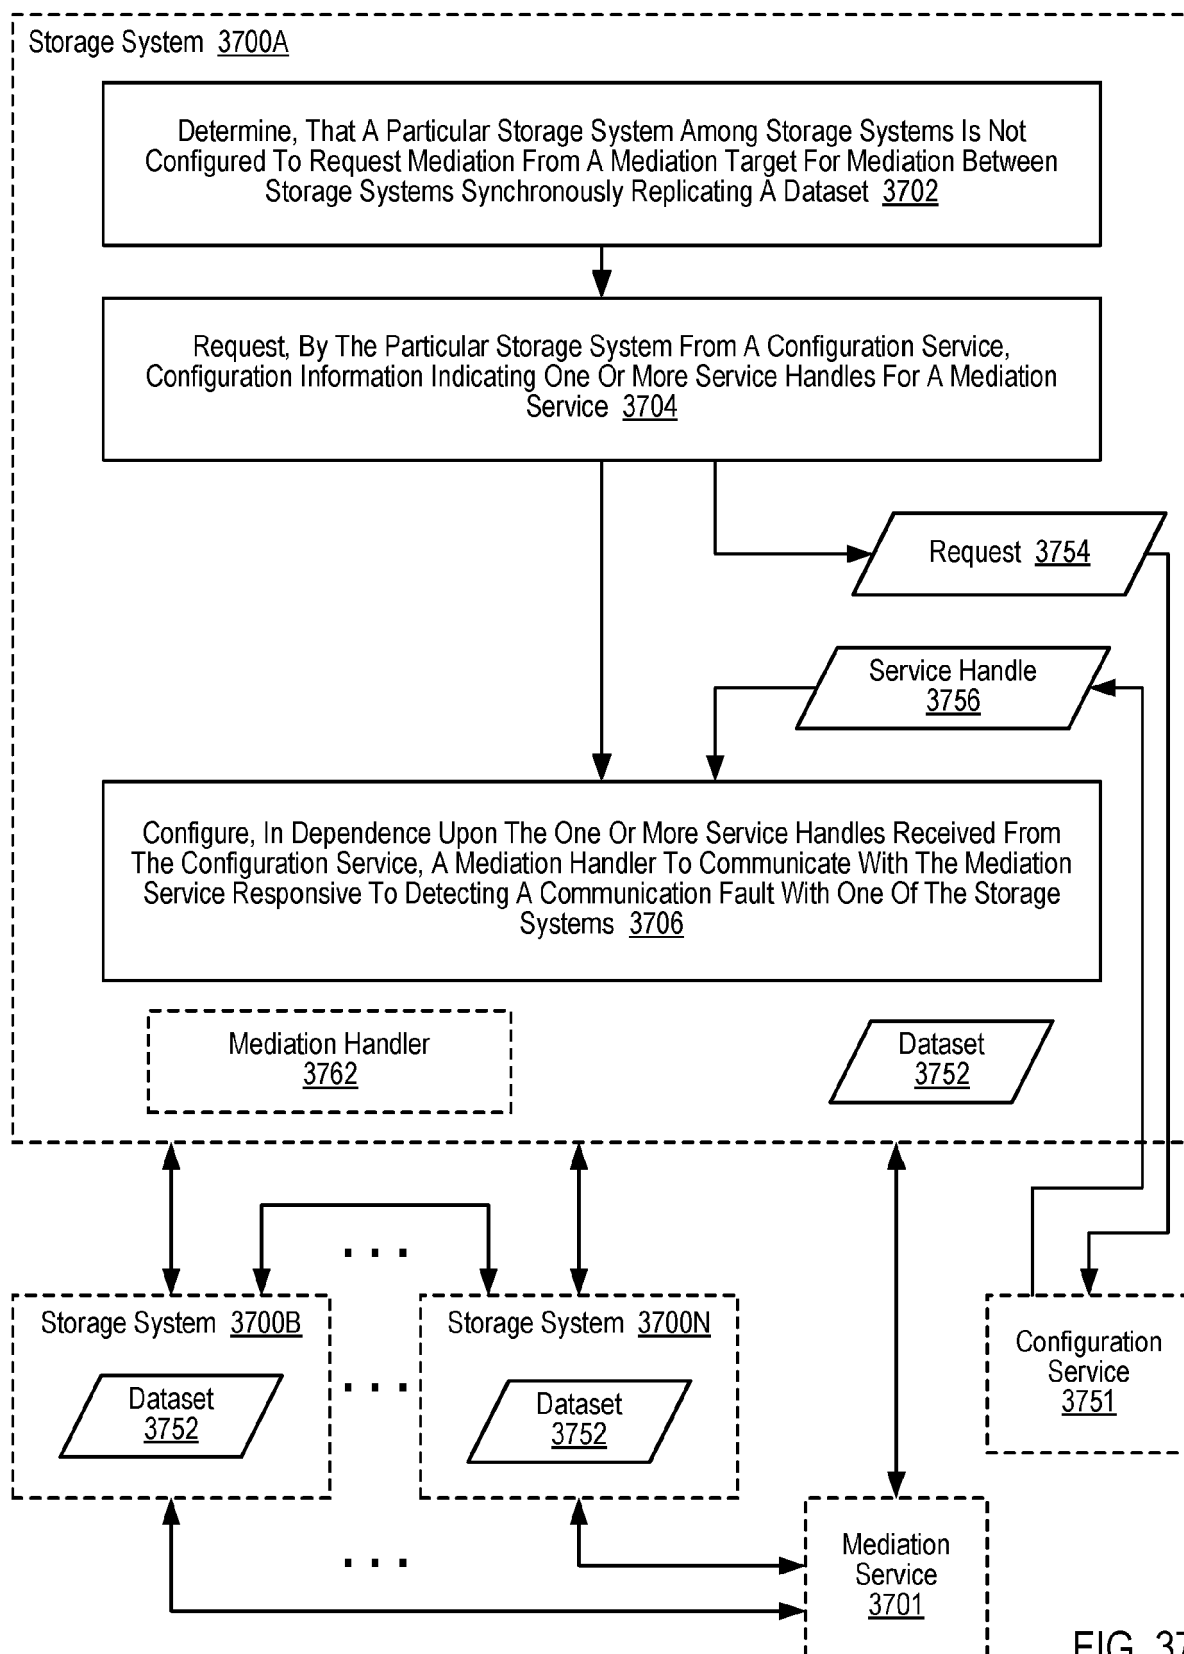 Storage System 3700A
Determine, That A Particular Storage System Among Storage Systems Is Not
Configured To Request Mediation From A Mediation Target For Mediation Between
Storage Systems Synchronously Replicating A Dataset 3702
Request, By The Particular Storage System From A Configuration Service,
Configuration Information Indicating One Or More Service Handles For A Mediation
Service 3704
Request 3754
Service Handle
3756
Configure, In Dependence Upon The One Or More Service Handles Received From
The Configuration Service, A Mediation Handler To Communicate With The Mediation
Service Responsive To Detecting A Communication Fault With One Of The Storage
Systems 3706
Mediation Handler
3762
Dataset
3752
. . .
Storage System 3700B
Dataset
3752
. . .
Storage System 3700N
Dataset
3752
Configuration
Service
3751
. . .
Mediation
Service
3701
FIG. 37